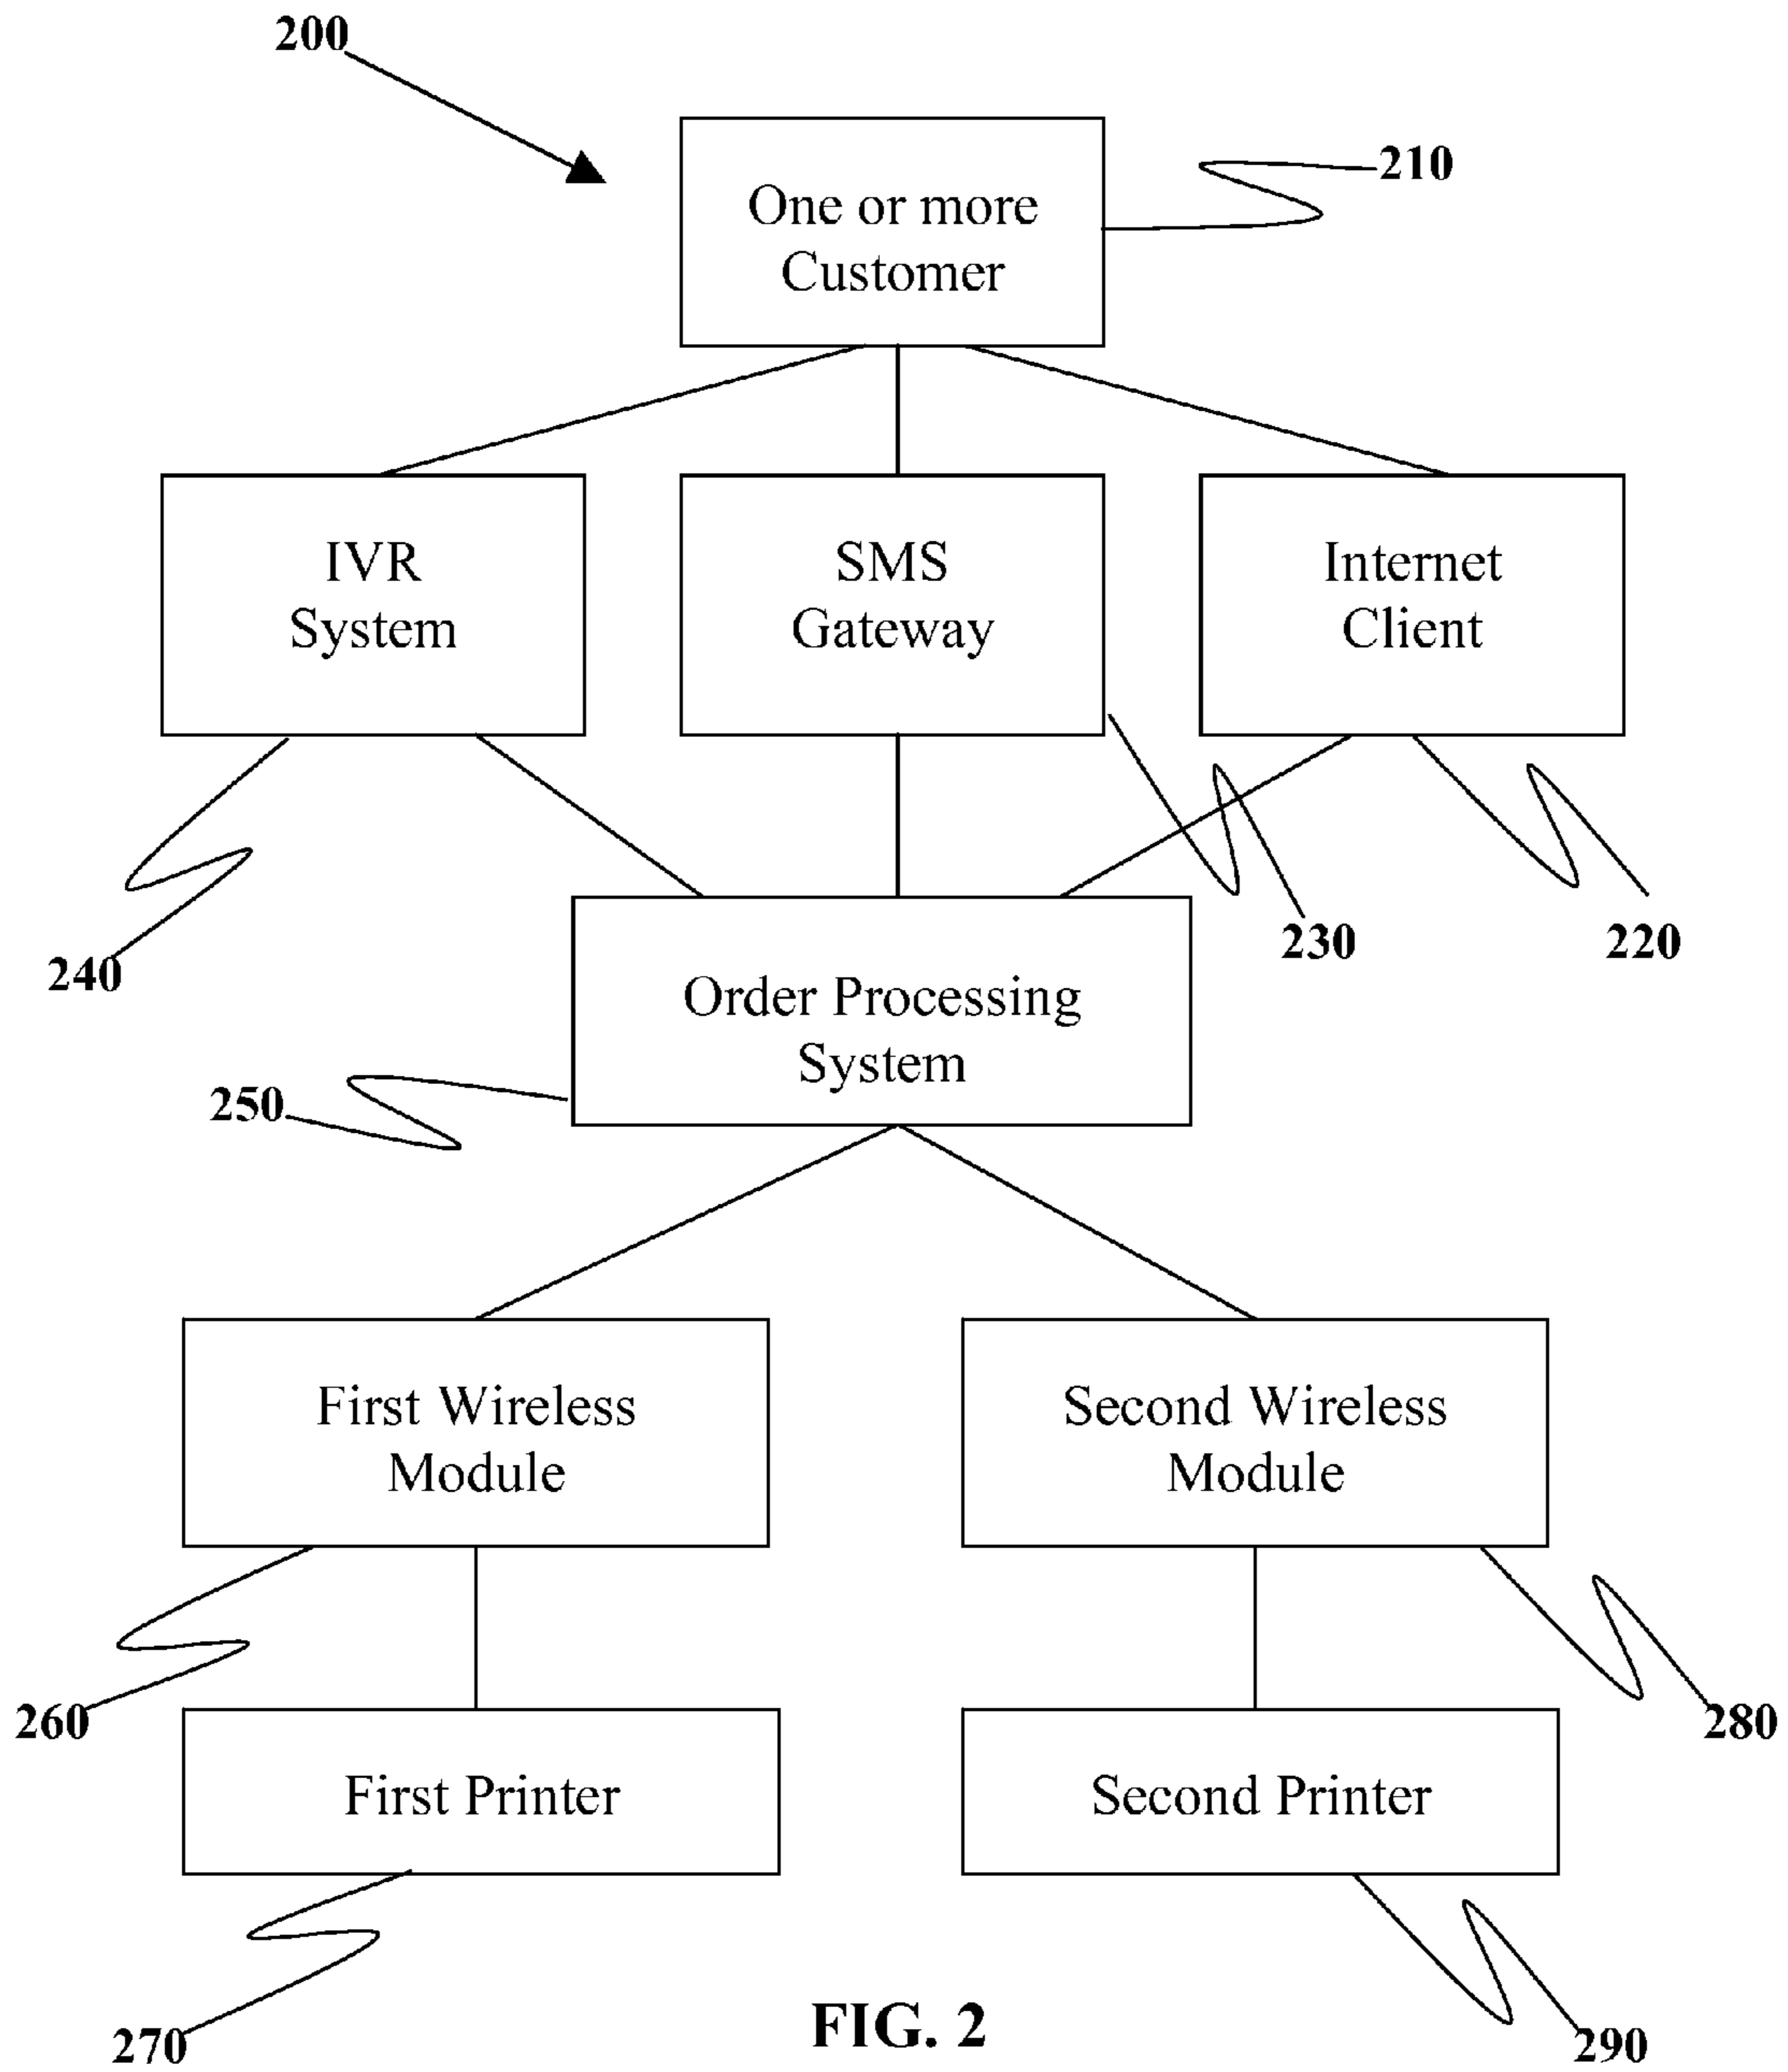 200
210
One or more
Customer
IVR
System
SMS
Gateway
Internet
Client
240
230
220
Order Processing
System
250
First Wireless
Module
Second Wireless
Module
260
280
First Printer
Second Printer
270
290
FIG. 2